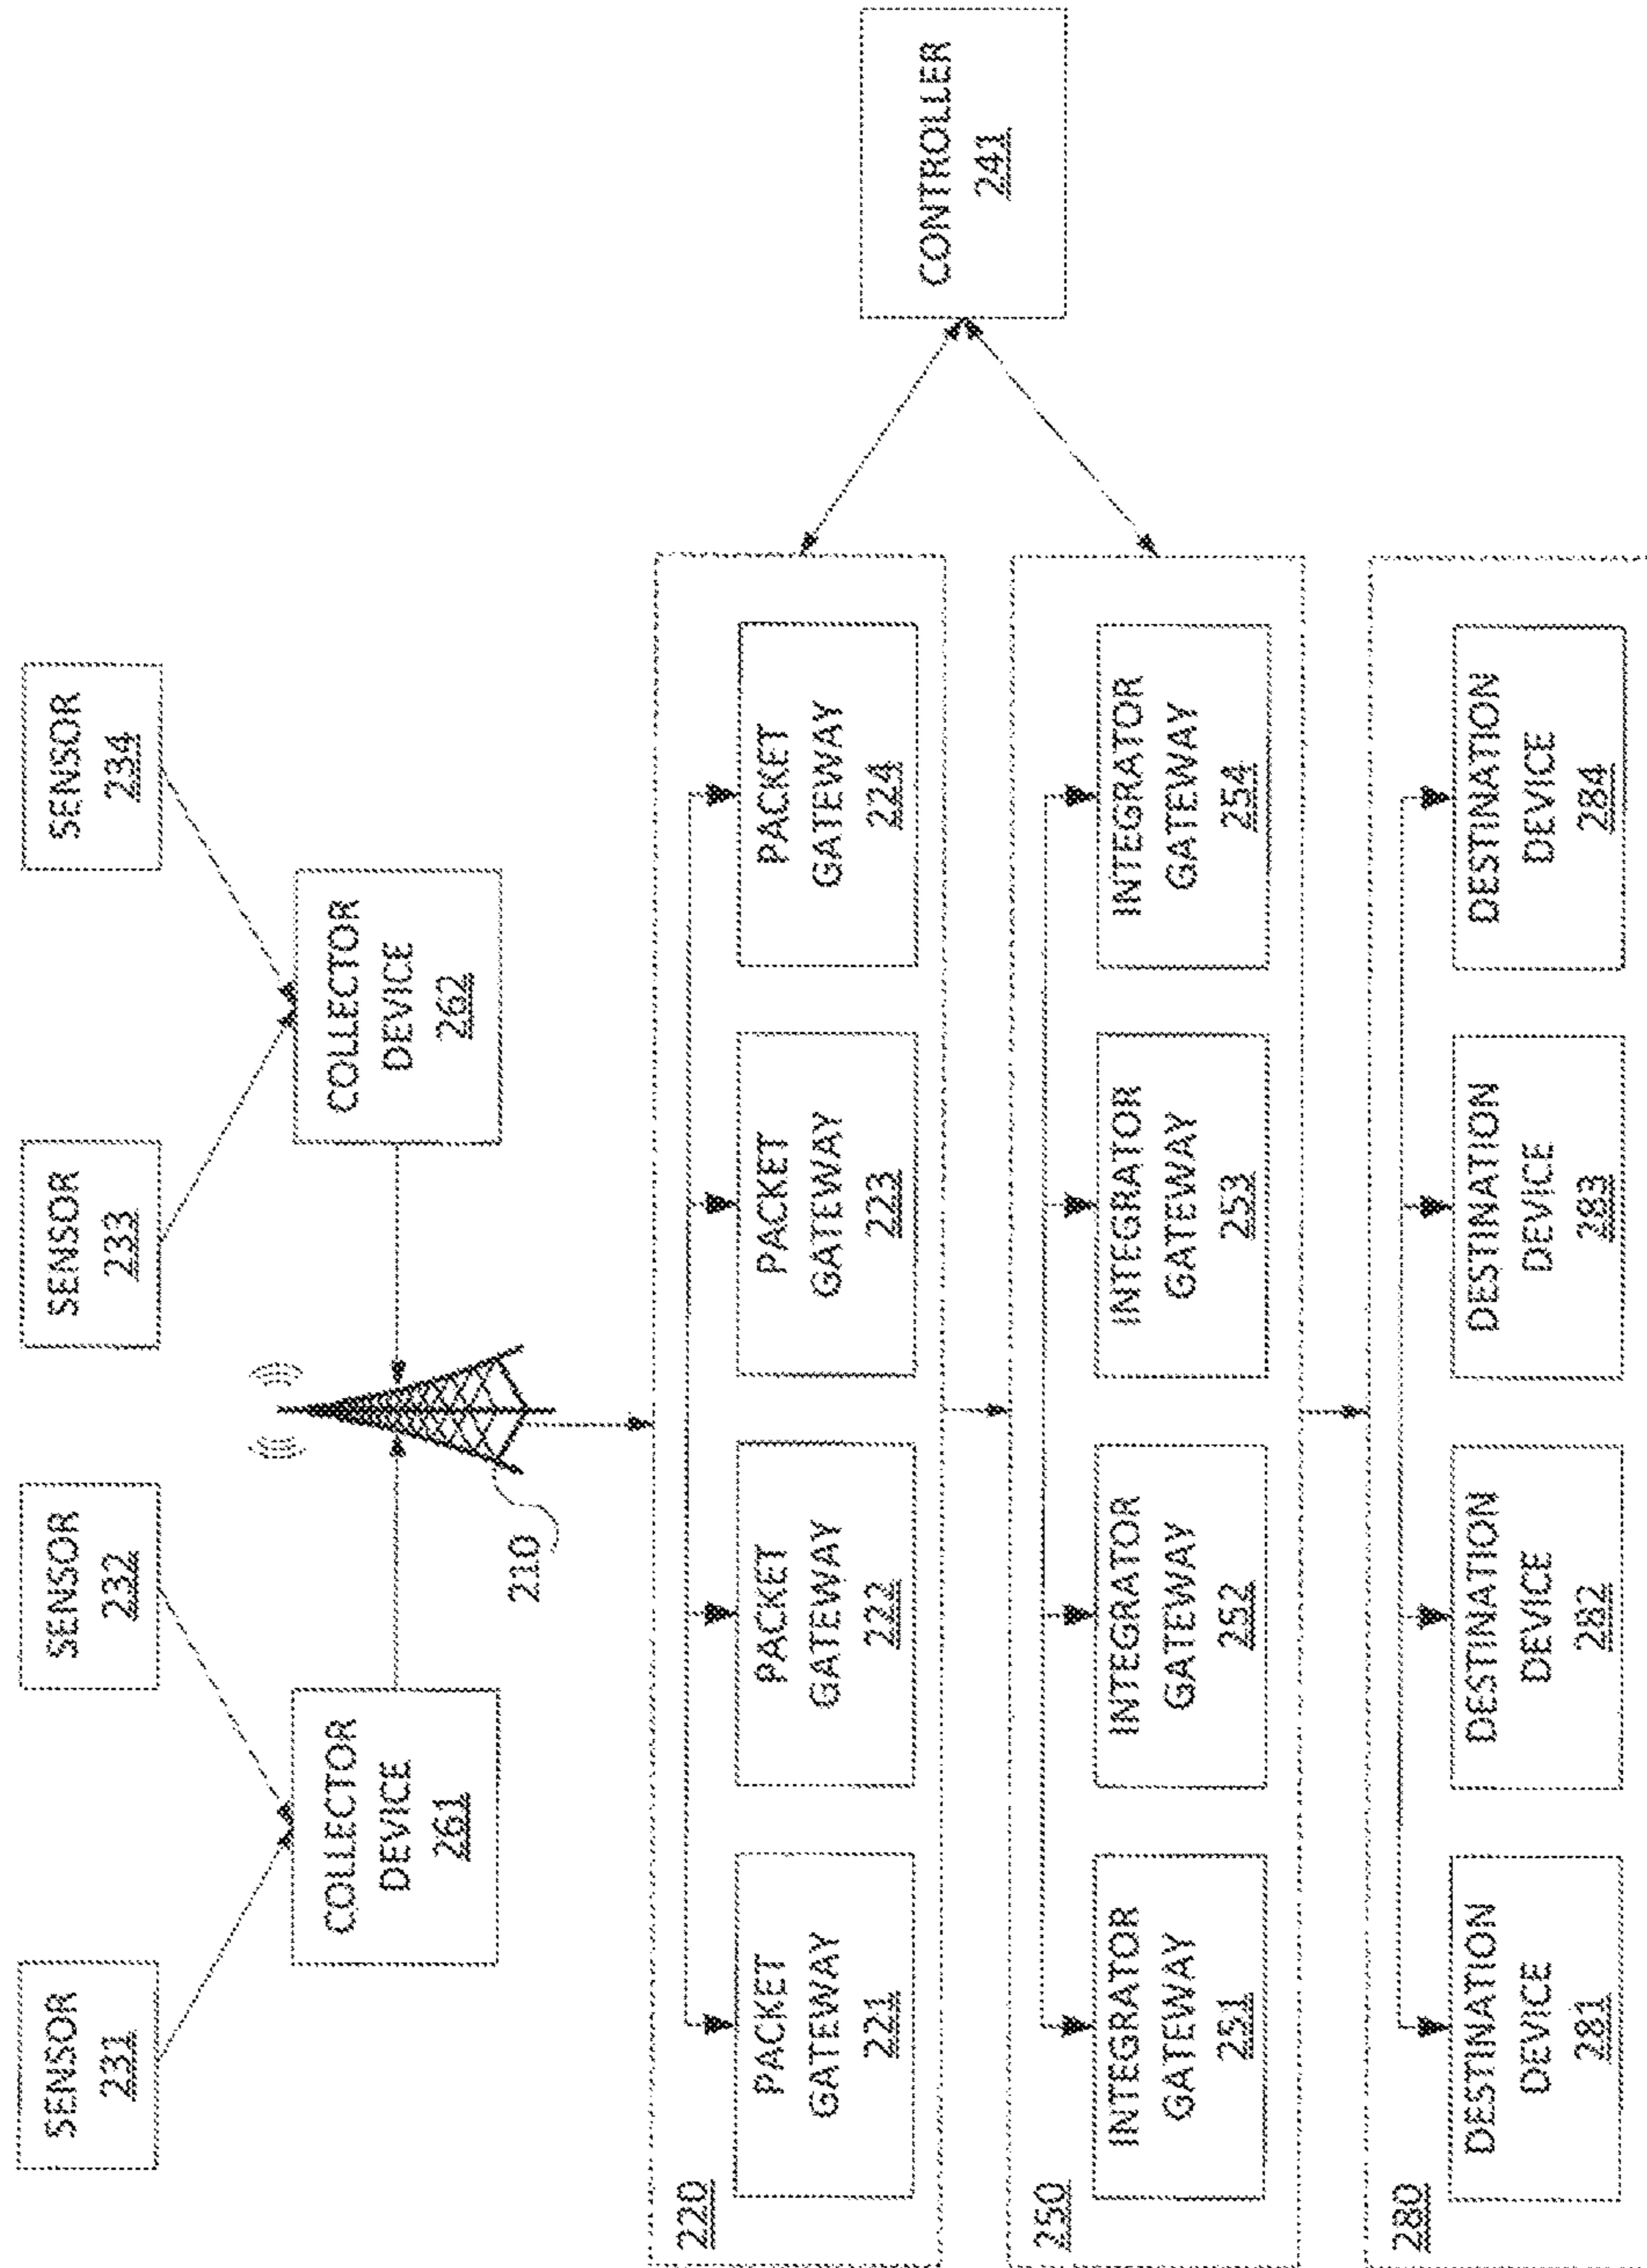 SENSOR
231
SENSOR
232
SENSOR
233
SENSOR
234
COLLECTOR
DEVICE
261
COLLECTOR
DEVICE
262
210
CONTROLLER
241
220
PACKET
GATEWAY
221
PACKET
GATEWAY
222
PACKET
GATEWAY
223
PACKET
GATEWAY
224
250
INTEGRATOR
GATEWAY
251
INTEGRATOR
GATEWAY
252
INTEGRATOR
GATEWAY
253
INTEGRATOR
GATEWAY
254
280
DESTINATION
DEVICE
281
DESTINATION
DEVICE
282
DESTINATION
DEVICE
283
DESTINATION
DEVICE
284